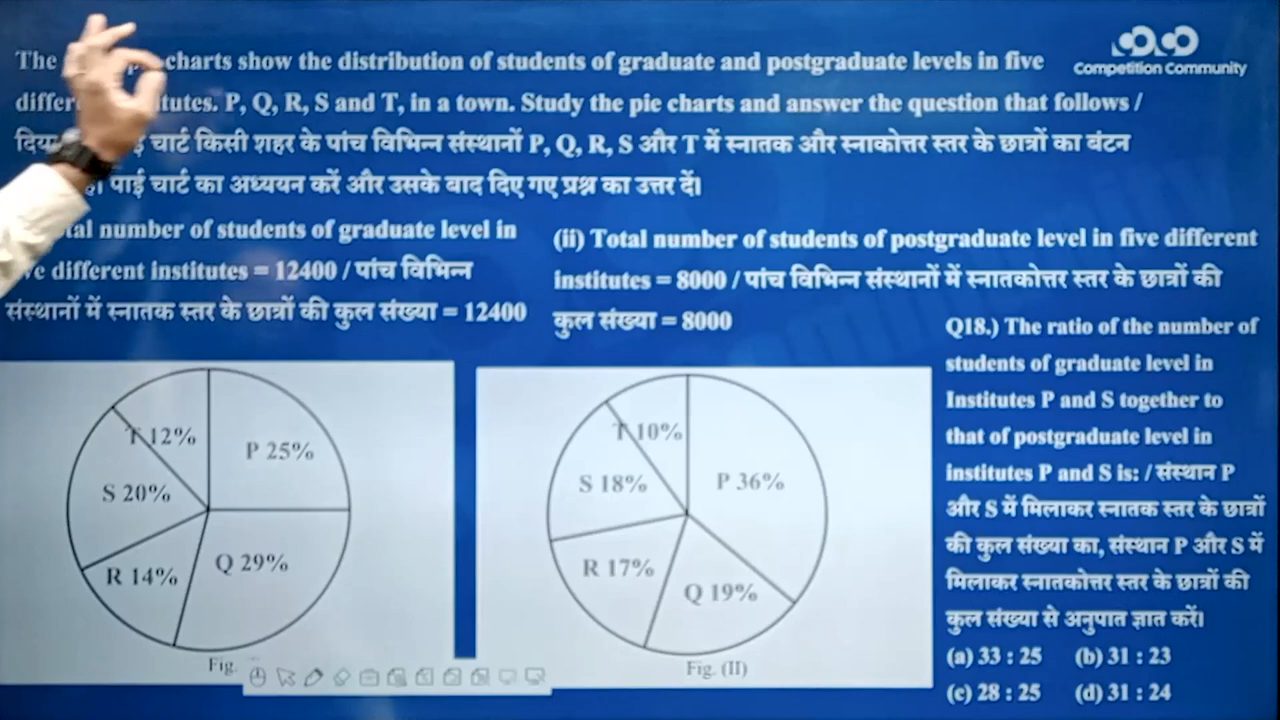 Competition Community
The charts show the distribution of students of graduate and postgraduate levels in five
P, Q, R, S and T, in a town. Study the pie charts and answer the question that follows /
चार्ट किसी शहर के पांच विभिन्न संस्थानों P, Q, R, S और T में स्नातक और स्नाकोत्तर स्तर के छात्रों का वंटन
पाई चार्ट का अध्ययन करें और उसके बाद दिए गए प्रश्न का उत्तर दें।
number of students of graduate level in
different institutes = 12400 / पांच विभिन्न
संस्थानों में स्नातक स्तर के छात्रों की कुल संख्या = 12400
(ii) Total number of students of postgraduate level in five different
institutes = 8000 / पांच विभिन्न संस्थानों में स्नातकोत्तर स्तर के छात्रों की
कुल संख्या = 8000
T 12%
P 25%
S 20%
R 14%
Q 29%
Fig.
T 10%
S 18%
P 36%
R 17%
Q 19%
Fig. (II)
Q18.) The ratio of the number of
students of graduate level in
Institutes P and S together to
that of postgraduate level in
institutes P and S is: / संस्थान P
और S में मिलाकर स्नातक स्तर के छात्रों
की कुल संख्या का, संस्थान P और S में
मिलाकर स्नातकोत्तर स्तर के छात्रों की
कुल संख्या से अनुपात ज्ञात करें।
(a) 33 : 25 (b) 31 : 23
(c) 28 : 25 (d) 31 : 24